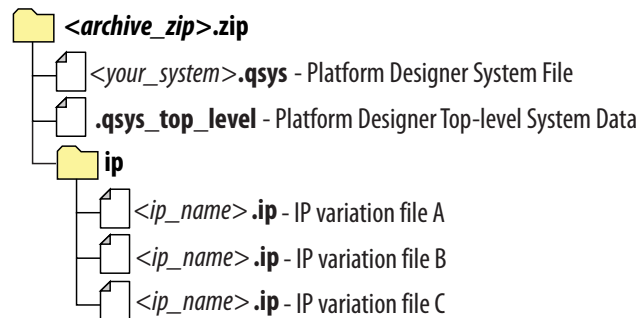 <archive_zip>.zip
<your_system>.qsys - Platform Designer System File
.qsys_top_level - Platform Designer Top-level System Data
ip
<ip_name> .ip - IP variation file A
<ip_name> .ip - IP variation file B
<ip_name> .ip - IP variation file C